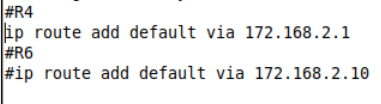 #R4
ip route add default via 172.168.2.1
#R6
#ip route add default via 172.168.2.10